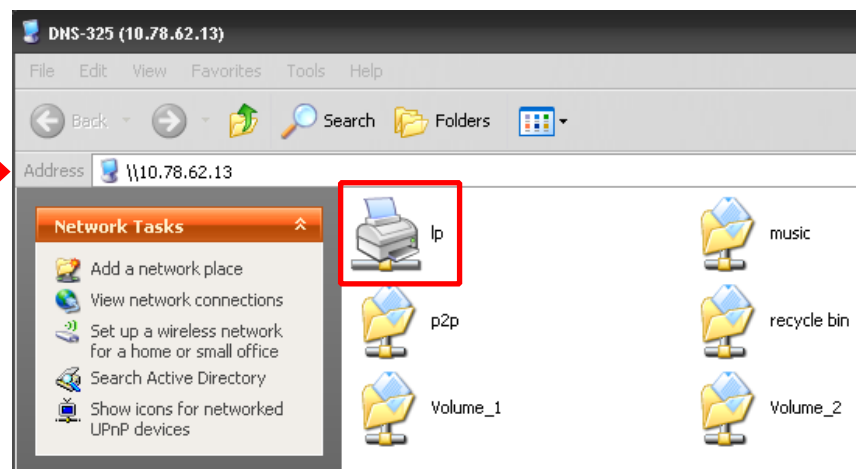 DNS-325 (10.78.62.13)
File Edit View Favorites Tools Help
Back Search Folders
Address \\10.78.62.13
Network Tasks
Add a network place
View network connections
Set up a wireless network
for a home or small office
Search Active Directory
Show icons for networked
UPnP devices
lp
music
p2p
recycle bin
Volume_1
Volume_2